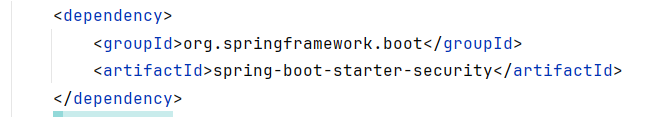 <dependency>
<groupId>org.springframework.boot</groupId>
<artifactId>spring-boot-starter-security</artifactId>
</dependency>